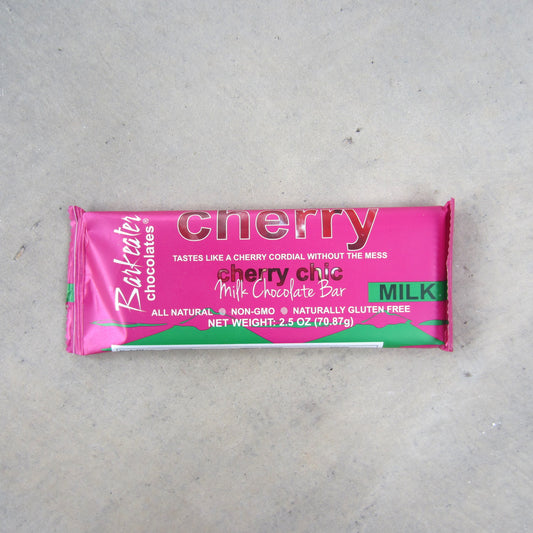 Barkeater
chocolates®
cherry
TASTES LIKE A CHERRY CORDIAL WITHOUT THE MESS
cherry chic
Milk Chocolate Bar
MILK
ALL NATURAL NON-GMO NATURALLY GLUTEN FREE
NET WEIGHT: 2.5 OZ (70.87g)